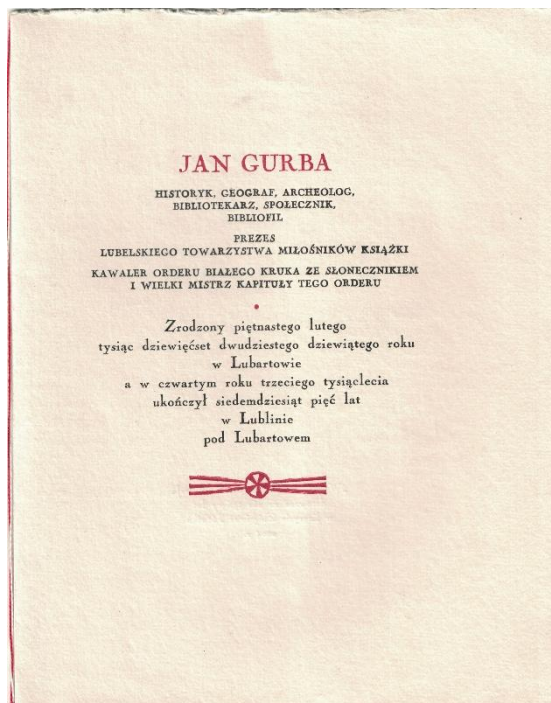 JAN GURBA
HISTORYK, GEOGRAF, ARCHEOLOG,
BIBLIOTEKARZ, SPOŁECZNIK,
BIBLIOFIL
PREZES
LUBELSKIEGO TOWARZYSTWA MIŁOŚNIKÓW KSIĄŻKI
KAWALER ORDERU BIAŁEGO KRUKA ZE SŁONECZNIKIEM
I WIELKI MISTRZ KAPITUŁY TEGO ORDERU
Zrodzony piętnastego lutego
tysiąc dziewięćset dwudziestego dziewiątego roku
w Lubartowie
a w czwartym roku trzeciego tysiąclecia
ukończył siedemdziesiąt pięć lat
w Lublinie
pod Lubartowem